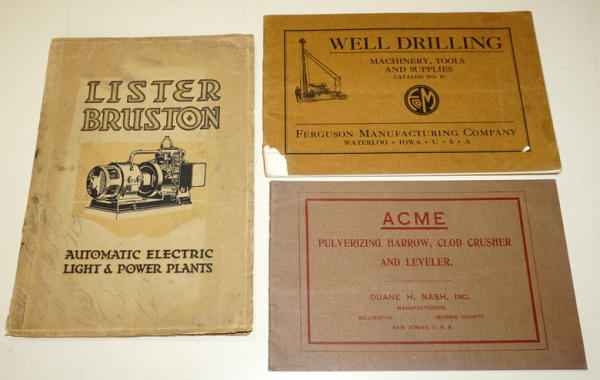 LISTER
BRUSTON
AUTOMATIC ELECTRIC
LIGHT & POWER PLANTS
WELL DRILLING
MACHINERY, TOOLS
AND SUPPLIES
FERGUSON MANUFACTURING COMPANY
WATERLOO • IOWA • U • S • A
ACME
PULVERIZING HARROW, CLOD CRUSHER
AND LEVELER,
DUANE H. NASH, INC.
MANUFACTURERS,
MILLINGTON, MORRIS COUNTY,
NEW JERSEY, U. S. A.